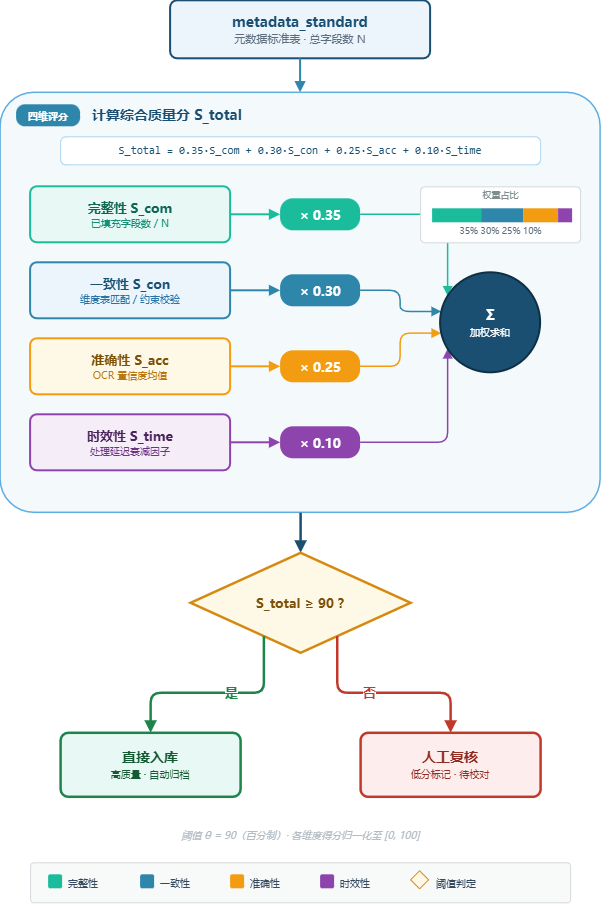 metadata_standard
元数据标准表 · 总字段数 N
四维评分
计算综合质量分 S_total
S_total = 0.35·S_com + 0.30·S_con + 0.25·S_acc + 0.10·S_time
权重占比
35% 30% 25% 10%
完整性 S_com
已填充字段数 / N
× 0.35
一致性 S_con
维度表匹配 / 约束校验
× 0.30
Σ
加权求和
准确性 S_acc
OCR 置信度均值
× 0.25
时效性 S_time
处理延迟衰减因子
× 0.10
S_total ≥ 90 ?
是
否
直接入库
高质量 · 自动归档
人工复核
低分标记 · 待校对
阈值 θ = 90（百分制）· 各维度得分归一化至 [0, 100]
完整性
一致性
准确性
时效性
阈值判定